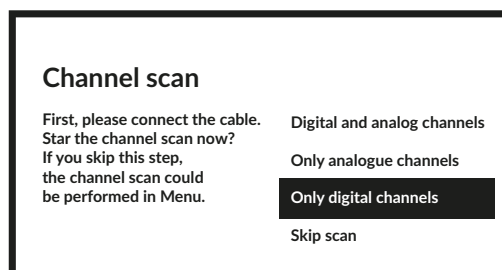 Channel scan
First, please connect the cable.
Star the channel scan now?
If you skip this step,
the channel scan could
be performed in Menu.
Digital and analog channels
Only analogue channels
Only digital channels
Skip scan